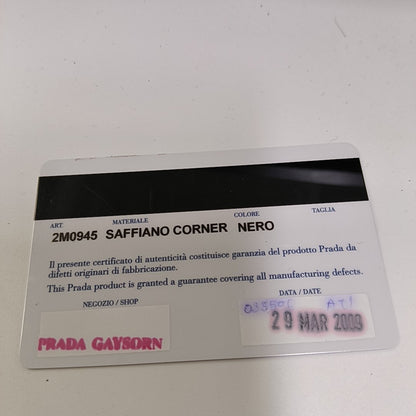 ART MATERIALE COLORE TAGLIA
2M0945 SAFFIANO CORNER NERO
Il presente certificato di autenticità costituisce garanzia del prodotto Prada da
difetti originari di fabbricazione.
This Prada product is granted a guarantee covering all manufacturing defects.
NEGOZIO / SHOP DATA / DATE
PRADA GAYSORN
29 MAR 2009